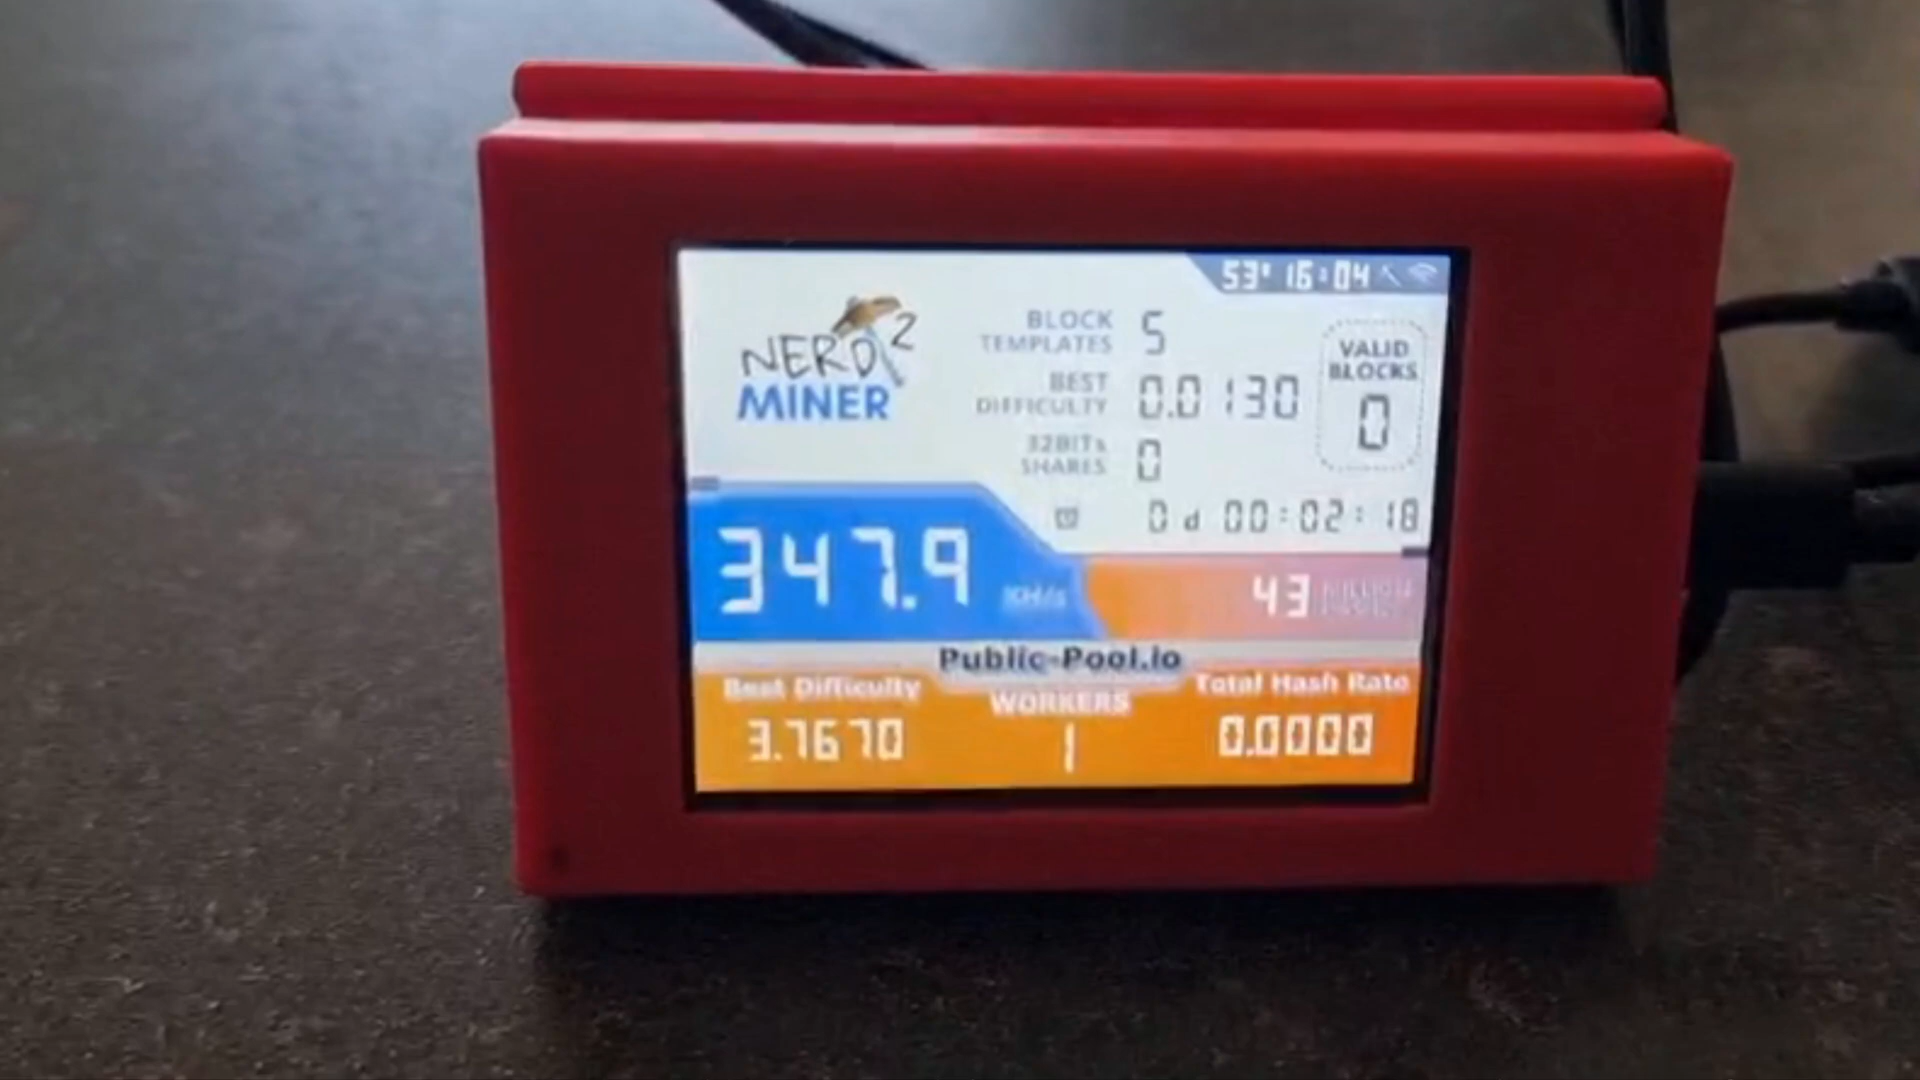 53° 16:04
NERD 2
MINER
BLOCK
TEMPLATES 5
BEST
DIFFICULTY 0.0130
32BITs
SHARES 0
VALID
BLOCKS
0
0 d 00:02:18
347.9 KH/s
43
Public-Pool.io
Best Difficulty WORKERS Total Hash Rate
3.7670 1 0.0000